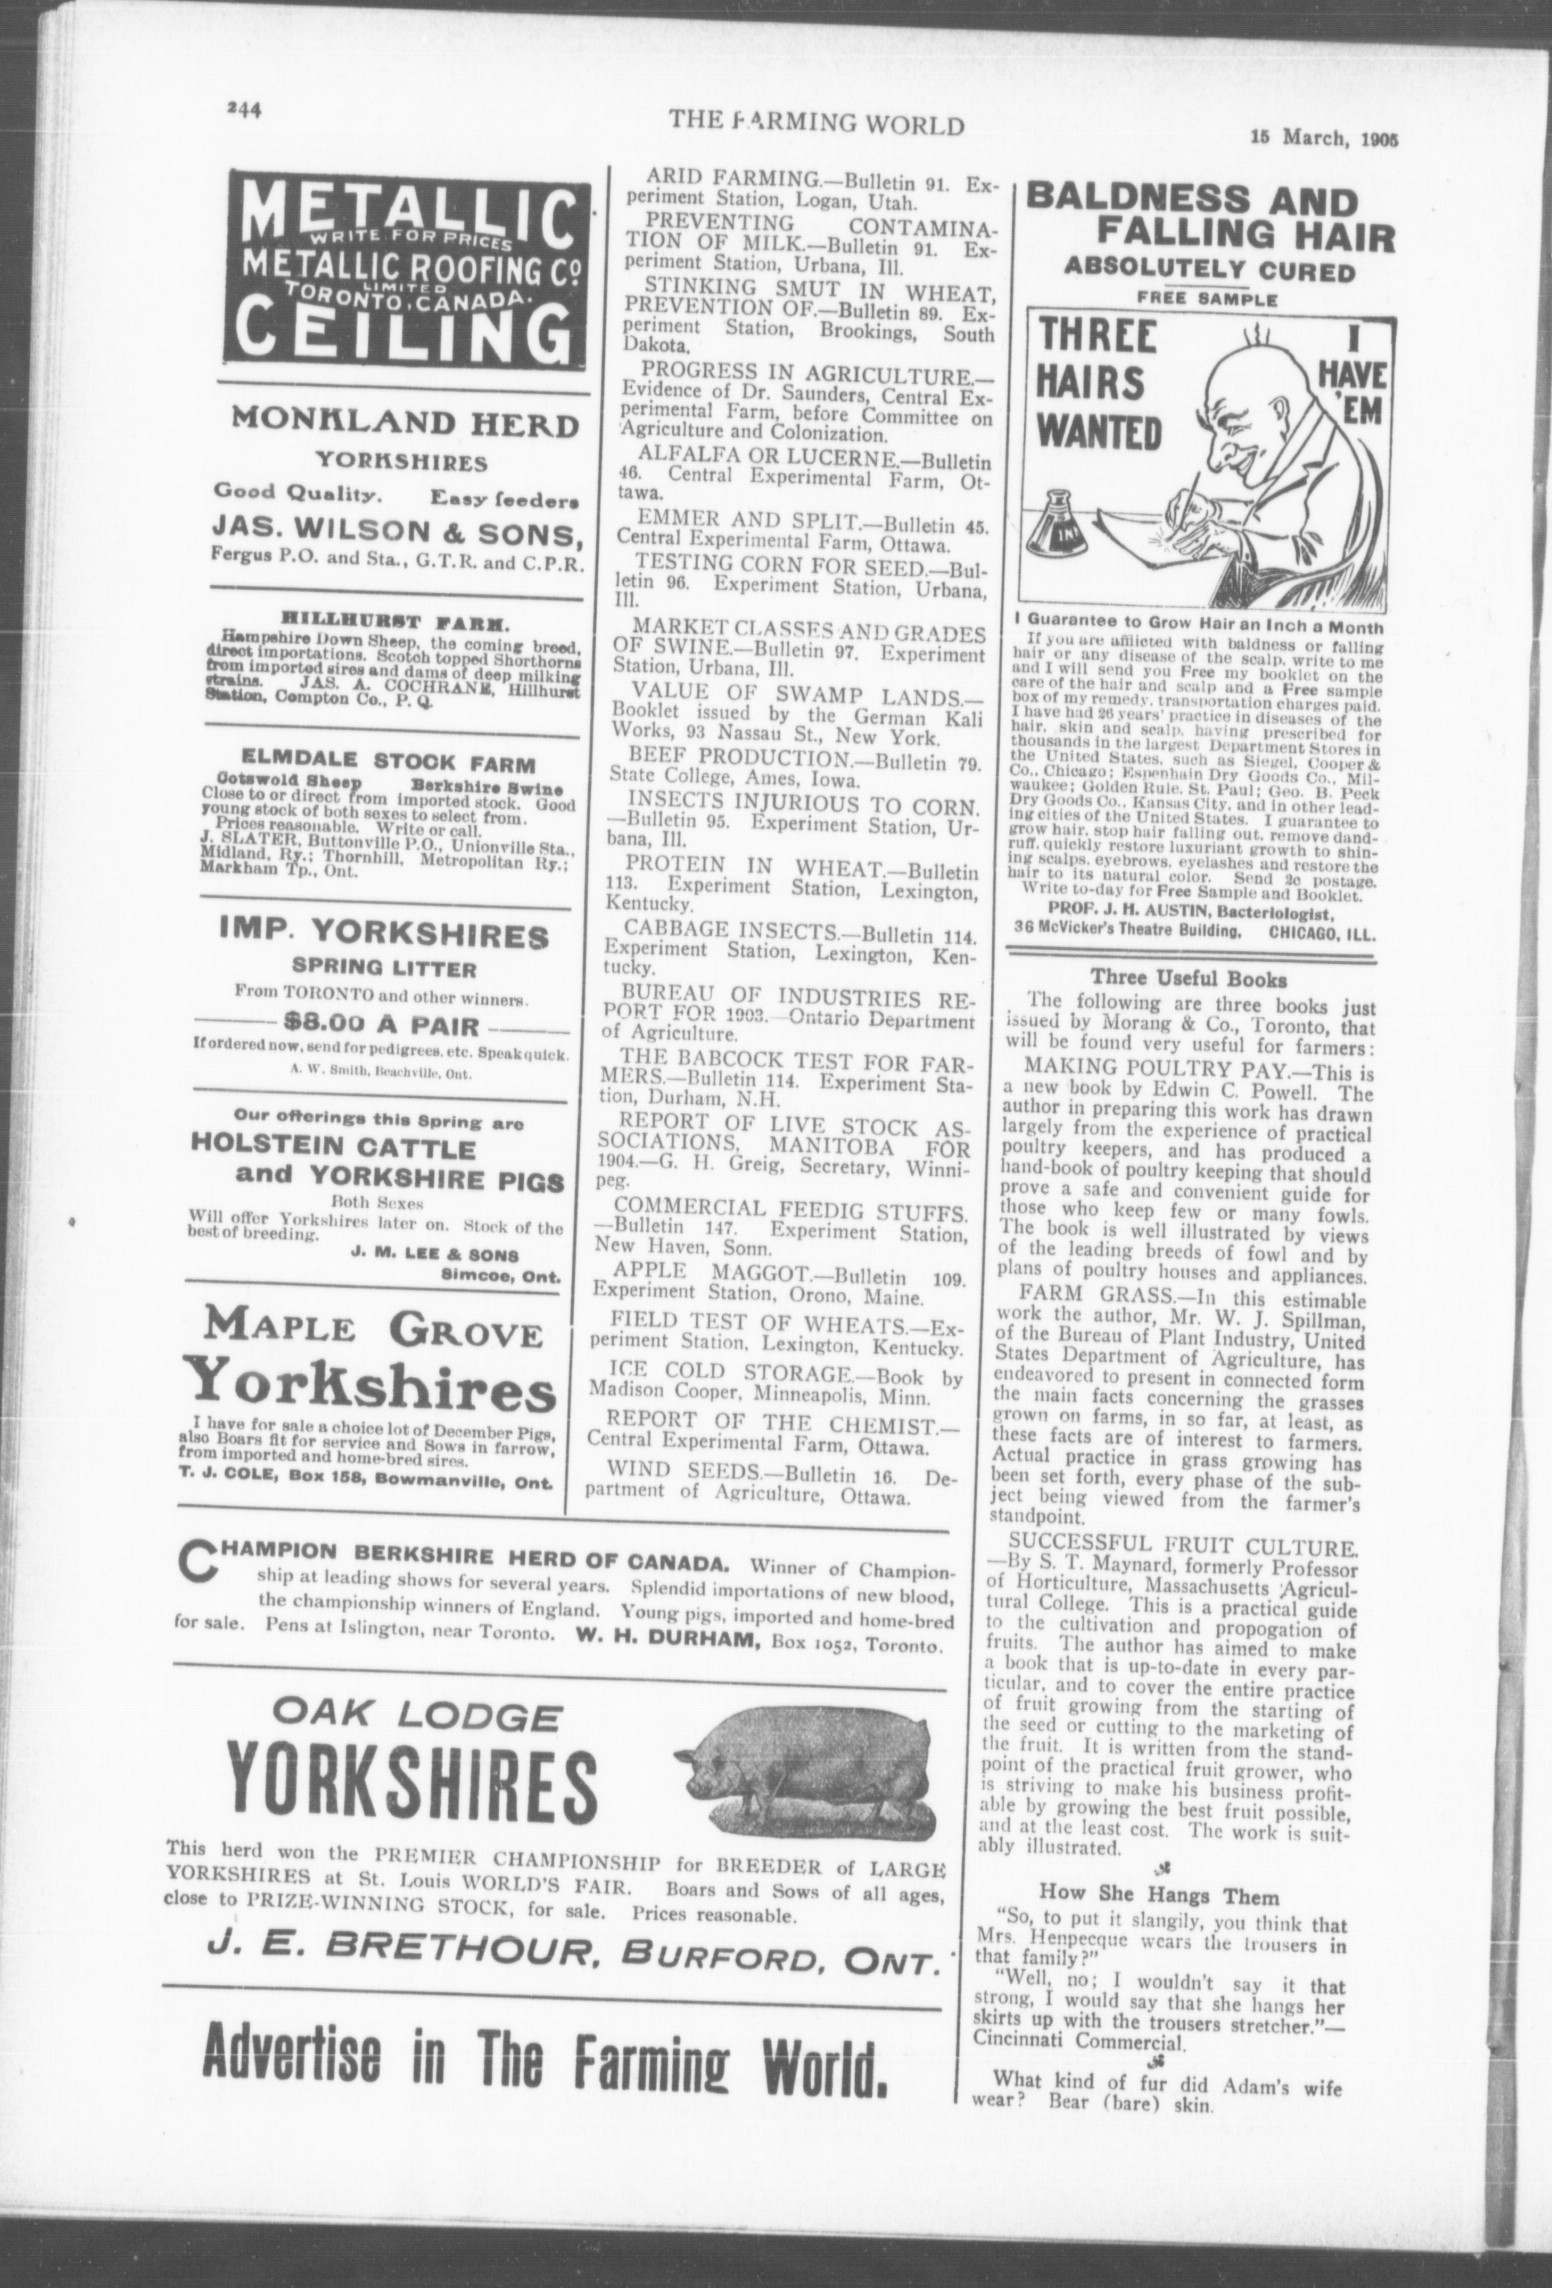 244
THE FARMING WORLD
15 March, 1905
METALLIC
WRITE FOR PRICES
METALLIC ROOFING CO.
LIMITED
TORONTO, CANADA.
CEILING
MONKLAND HERD
YORKSHIRES
Good Quality. Easy feeders
JAS. WILSON & SONS,
Fergus P.O. and Sta., G.T.R. and C.P.R.
HILLHURST FARM.
Hampshire Down Sheep, the coming breed,
direct importations. Scotch topped Shorthorns
from imported sires and dams of deep milking
strains. JAS. A. COCHRANE, Hillhurst
Station, Compton Co., P. Q.
ELMDALE STOCK FARM
Cotswold Sheep Berkshire Swine
Close to or direct from imported stock. Good
young stock of both sexes to select from.
Prices reasonable. Write or call.
J. SLATER, Buttonville P.O., Unionville Sta.,
Midland, Ry.; Thornhill, Metropolitan Ry.;
Markham Tp., Ont.
IMP. YORKSHIRES
SPRING LITTER
From TORONTO and other winners.
$8.00 A PAIR
If ordered now, send for pedigrees, etc. Speak quick.
A. W. Smith, Beachville, Ont.
Our offerings this Spring are
HOLSTEIN CATTLE
and YORKSHIRE PIGS
Both Sexes
Will offer Yorkshires later on. Stock of the
best of breeding.
J. M. LEE & SONS
Simcoe, Ont.
MAPLE GROVE
Yorkshires
I have for sale a choice lot of December Pigs,
also Boars fit for service and Sows in farrow,
from imported and home-bred sires.
T. J. COLE, Box 158, Bowmanville, Ont.
ARID FARMING.—Bulletin 91. Ex-
periment Station, Logan, Utah.
PREVENTING CONTAMINA-
TION OF MILK.—Bulletin 91. Ex-
periment Station, Urbana, Ill.
STINKING SMUT IN WHEAT,
PREVENTION OF.—Bulletin 89. Ex-
periment Station, Brookings, South
Dakota.
PROGRESS IN AGRICULTURE.—
Evidence of Dr. Saunders, Central Ex-
perimental Farm, before Committee on
Agriculture and Colonization.
ALFALFA OR LUCERNE.—Bulletin
46. Central Experimental Farm, Ot-
tawa.
EMMER AND SPLIT.—Bulletin 45.
Central Experimental Farm, Ottawa.
TESTING CORN FOR SEED.—Bul-
letin 96. Experiment Station, Urbana,
Ill.
MARKET CLASSES AND GRADES
OF SWINE.—Bulletin 97. Experiment
Station, Urbana, Ill.
VALUE OF SWAMP LANDS.—
Booklet issued by the German Kali
Works, 93 Nassau St., New York.
BEEF PRODUCTION.—Bulletin 79.
State College, Ames, Iowa.
INSECTS INJURIOUS TO CORN.
—Bulletin 95. Experiment Station, Ur-
bana, Ill.
PROTEIN IN WHEAT.—Bulletin
113. Experiment Station, Lexington,
Kentucky.
CABBAGE INSECTS.—Bulletin 114.
Experiment Station, Lexington, Ken-
tucky.
BUREAU OF INDUSTRIES RE-
PORT FOR 1903.—Ontario Department
of Agriculture.
THE BABCOCK TEST FOR FAR-
MERS.—Bulletin 114. Experiment Sta-
tion, Durham, N.H.
REPORT OF LIVE STOCK AS-
SOCIATIONS, MANITOBA FOR
1904.—G. H. Greig, Secretary, Winni-
peg.
COMMERCIAL FEEDIG STUFFS.
—Bulletin 147. Experiment Station,
New Haven, Sonn.
APPLE MAGGOT.—Bulletin 109.
Experiment Station, Orono, Maine.
FIELD TEST OF WHEATS.—Ex-
periment Station, Lexington, Kentucky.
ICE COLD STORAGE.—Book by
Madison Cooper, Minneapolis, Minn.
REPORT OF THE CHEMIST.—
Central Experimental Farm, Ottawa.
WIND SEEDS.—Bulletin 16. De-
partment of Agriculture, Ottawa.
CHAMPION BERKSHIRE HERD OF CANADA. Winner of Champion-
ship at leading shows for several years. Splendid importations of new blood,
the championship winners of England. Young pigs, imported and home-bred
for sale. Pens at Islington, near Toronto. W. H. DURHAM, Box 1052, Toronto.
OAK LODGE
YORKSHIRES
This herd won the PREMIER CHAMPIONSHIP for BREEDER of LARGE
YORKSHIRES at St. Louis WORLD'S FAIR. Boars and Sows of all ages,
close to PRIZE-WINNING STOCK, for sale. Prices reasonable.
J. E. BRETHOUR, BURFORD, ONT.
Advertise in The Farming World.
BALDNESS AND
FALLING HAIR
ABSOLUTELY CURED
FREE SAMPLE
THREE
HAIRS
WANTED
I
HAVE
'EM
INK
I Guarantee to Grow Hair an Inch a Month
If you are afflicted with baldness or falling
hair or any disease of the scalp, write to me
and I will send you Free my booklet on the
care of the hair and scalp and a Free sample
box of my remedy, transportation charges paid.
I have had 26 years' practice in diseases of the
hair, skin and scalp, having prescribed for
thousands in the largest Department Stores in
the United States, such as Siegel, Cooper &
Co., Chicago; Espenhain Dry Goods Co., Mil-
waukee; Golden Rule, St. Paul; Geo. B. Peck
Dry Goods Co., Kansas City, and in other lead-
ing cities of the United States. I guarantee to
grow hair, stop hair falling out, remove dand-
ruff, quickly restore luxuriant growth to shin-
ing scalps, eyebrows, eyelashes and restore the
hair to its natural color. Send 2c postage.
Write to-day for Free Sample and Booklet.
PROF. J. H. AUSTIN, Bacteriologist,
36 McVicker's Theatre Building, CHICAGO, ILL.
Three Useful Books
The following are three books just
issued by Morang & Co., Toronto, that
will be found very useful for farmers:
MAKING POULTRY PAY.—This is
a new book by Edwin C. Powell. The
author in preparing this work has drawn
largely from the experience of practical
poultry keepers, and has produced a
hand-book of poultry keeping that should
prove a safe and convenient guide for
those who keep few or many fowls.
The book is well illustrated by views
of the leading breeds of fowl and by
plans of poultry houses and appliances.
FARM GRASS.—In this estimable
work the author, Mr. W. J. Spillman,
of the Bureau of Plant Industry, United
States Department of Agriculture, has
endeavored to present in connected form
the main facts concerning the grasses
grown on farms, in so far, at least, as
these facts are of interest to farmers.
Actual practice in grass growing has
been set forth, every phase of the sub-
ject being viewed from the farmer's
standpoint.
SUCCESSFUL FRUIT CULTURE.
—By S. T. Maynard, formerly Professor
of Horticulture, Massachusetts Agricul-
tural College. This is a practical guide
to the cultivation and propogation of
fruits. The author has aimed to make
a book that is up-to-date in every par-
ticular, and to cover the entire practice
of fruit growing from the starting of
the seed or cutting to the marketing of
the fruit. It is written from the stand-
point of the practical fruit grower, who
is striving to make his business profit-
able by growing the best fruit possible,
and at the least cost. The work is suit-
ably illustrated.
How She Hangs Them
"So, to put it slangily, you think that
Mrs. Henpecque wears the trousers in
that family?"
"Well, no; I wouldn't say it that
strong, I would say that she hangs her
skirts up with the trousers stretcher."—
Cincinnati Commercial.
What kind of fur did Adam's wife
wear? Bear (bare) skin.